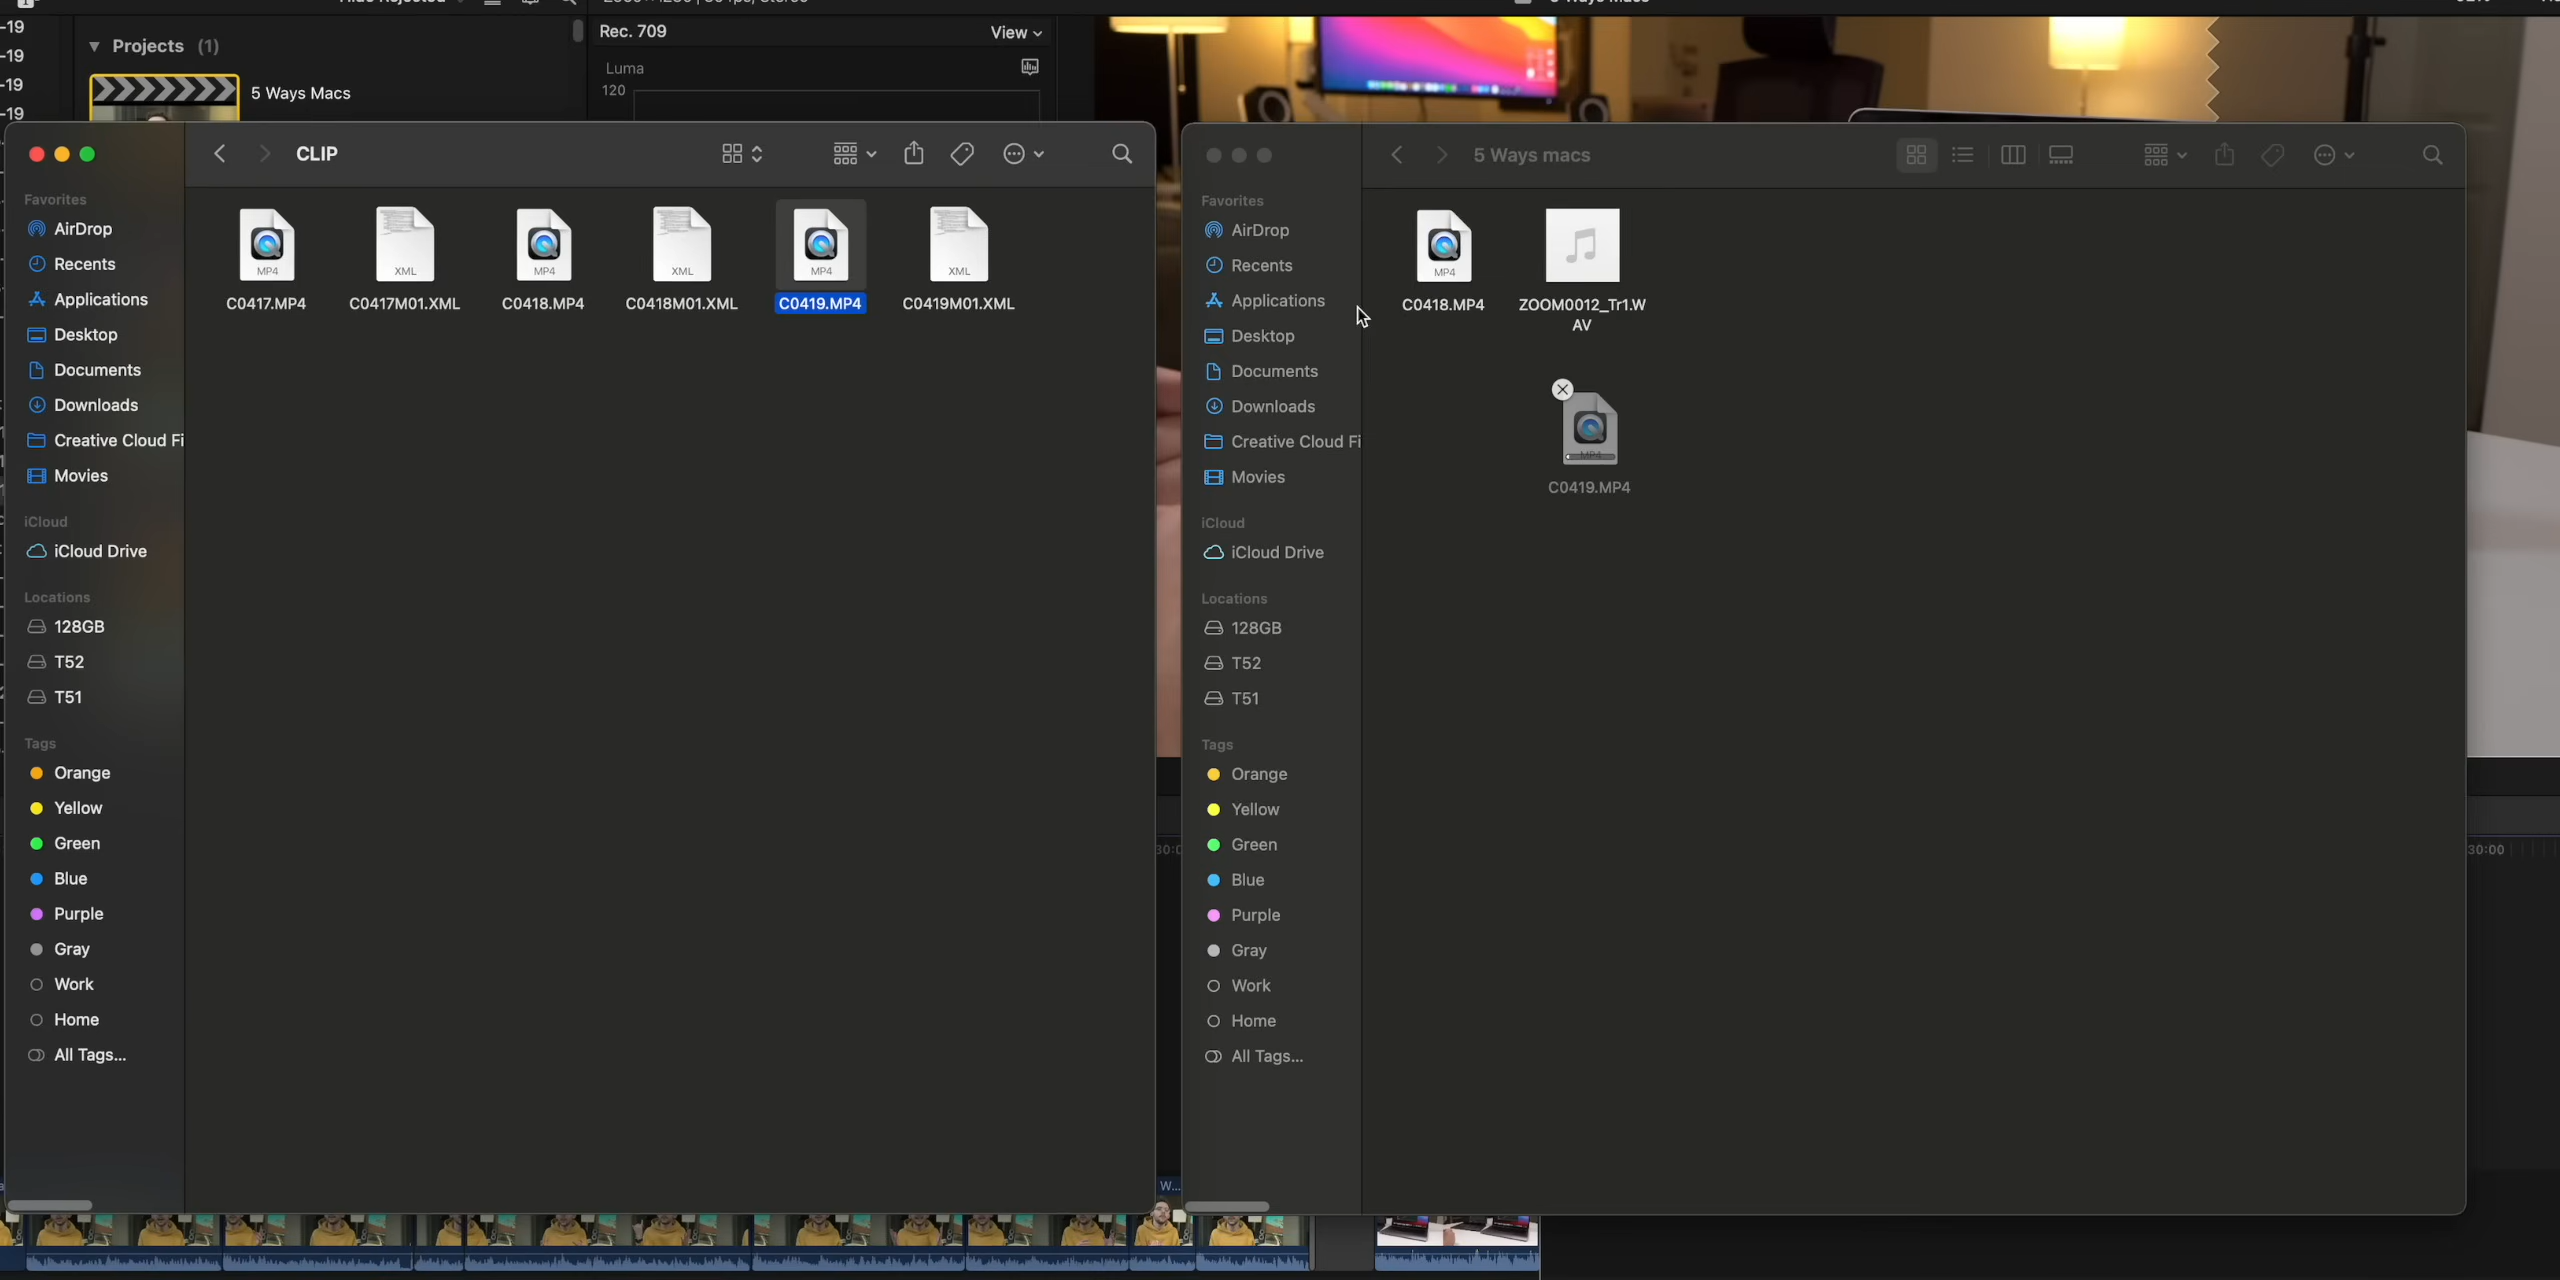 -19
-19
-19
-19
Projects (1)
5 Ways Macs
Rec. 709
View
Luma
120
CLIP
Favorites
AirDrop
Recents
Applications
Desktop
Documents
Downloads
Creative Cloud Fi
Movies
iCloud
iCloud Drive
Locations
128GB
T52
T51
Tags
Orange
Yellow
Green
Blue
Purple
Gray
Work
Home
All Tags...
MP4
XML
MP4
XML
MP4
XML
C0417.MP4
C0417M01.XML
C0418.MP4
C0418M01.XML
C0419.MP4
C0419M01.XML
5 Ways macs
Favorites
AirDrop
Recents
Applications
Desktop
Documents
Downloads
Creative Cloud Fi
Movies
iCloud
iCloud Drive
Locations
128GB
T52
T51
Tags
Orange
Yellow
Green
Blue
Purple
Gray
Work
Home
All Tags...
MP4
C0418.MP4
ZOOM0012_Tr1.W
AV
MP4
C0419.MP4
30:00
W...